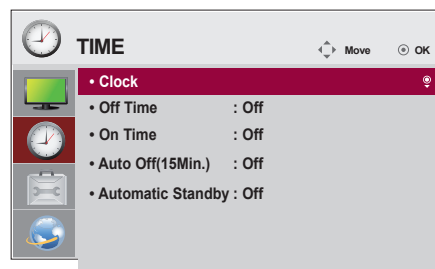 TIME Move OK
• Clock
• Off Time : Off
• On Time : Off
• Auto Off(15Min.) : Off
• Automatic Standby : Off